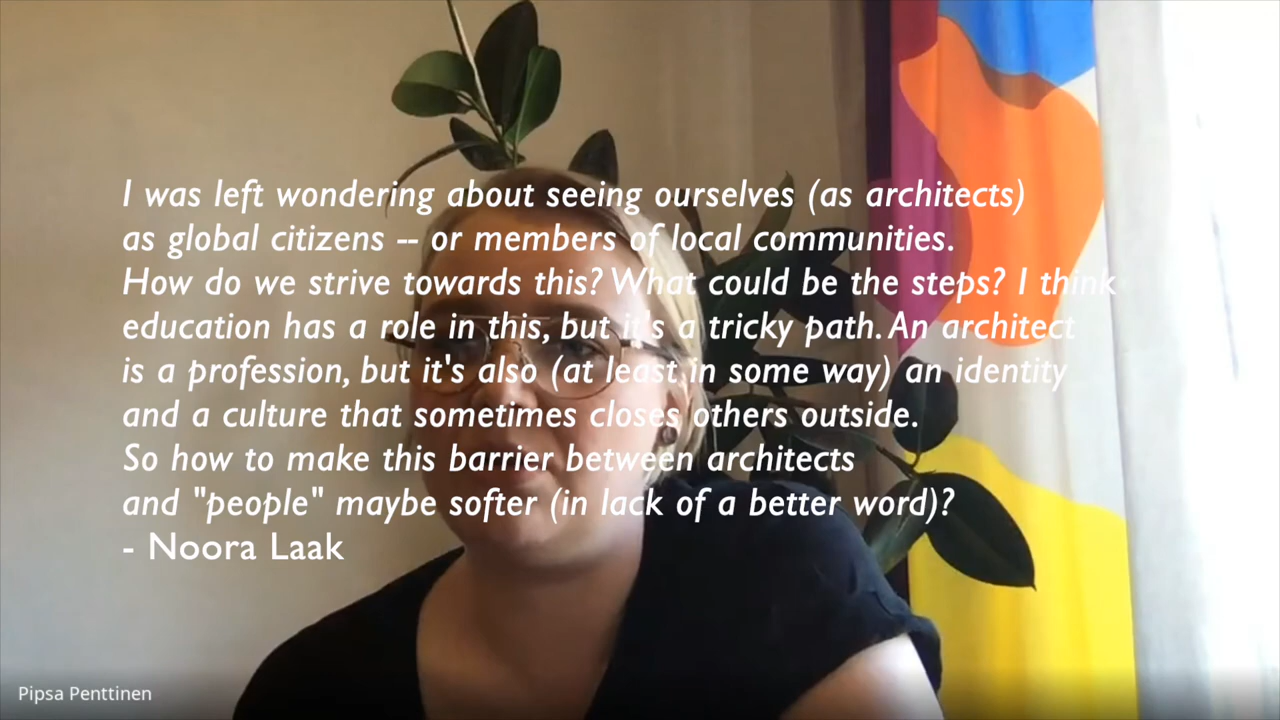 I was left wondering about seeing ourselves (as architects)
as global citizens -- or members of local communities.
How do we strive towards this? What could be the steps? I think
education has a role in this, but it's a tricky path. An architect
is a profession, but it's also (at least in some way) an identity
and a culture that sometimes closes others outside.
So how to make this barrier between architects
and "people" maybe softer (in lack of a better word)?
- Noora Laak
Pipsa Penttinen